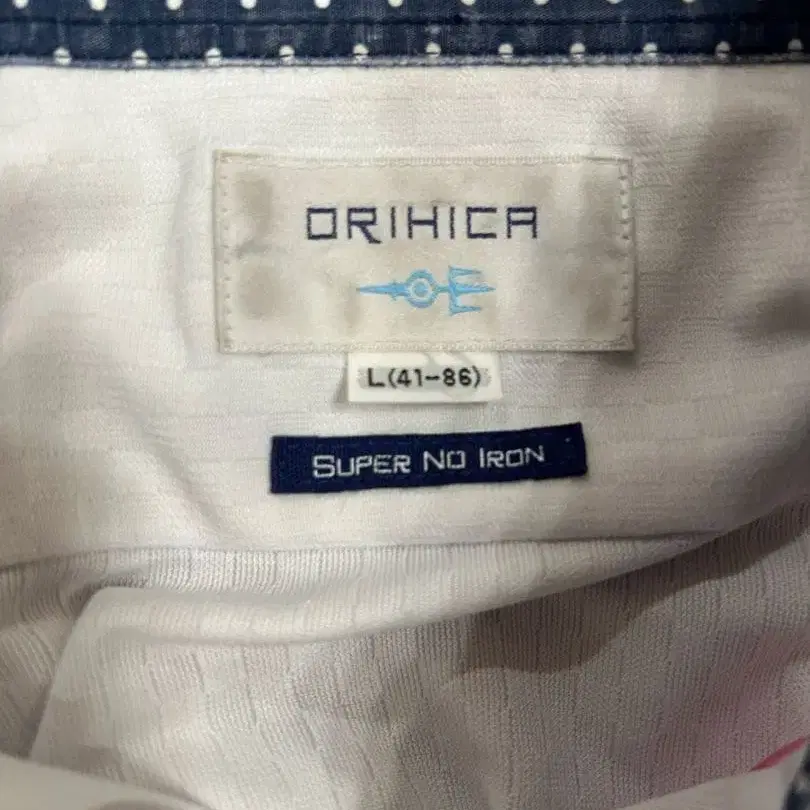 ORIHICA
L(41-86)
SUPER NO IRON